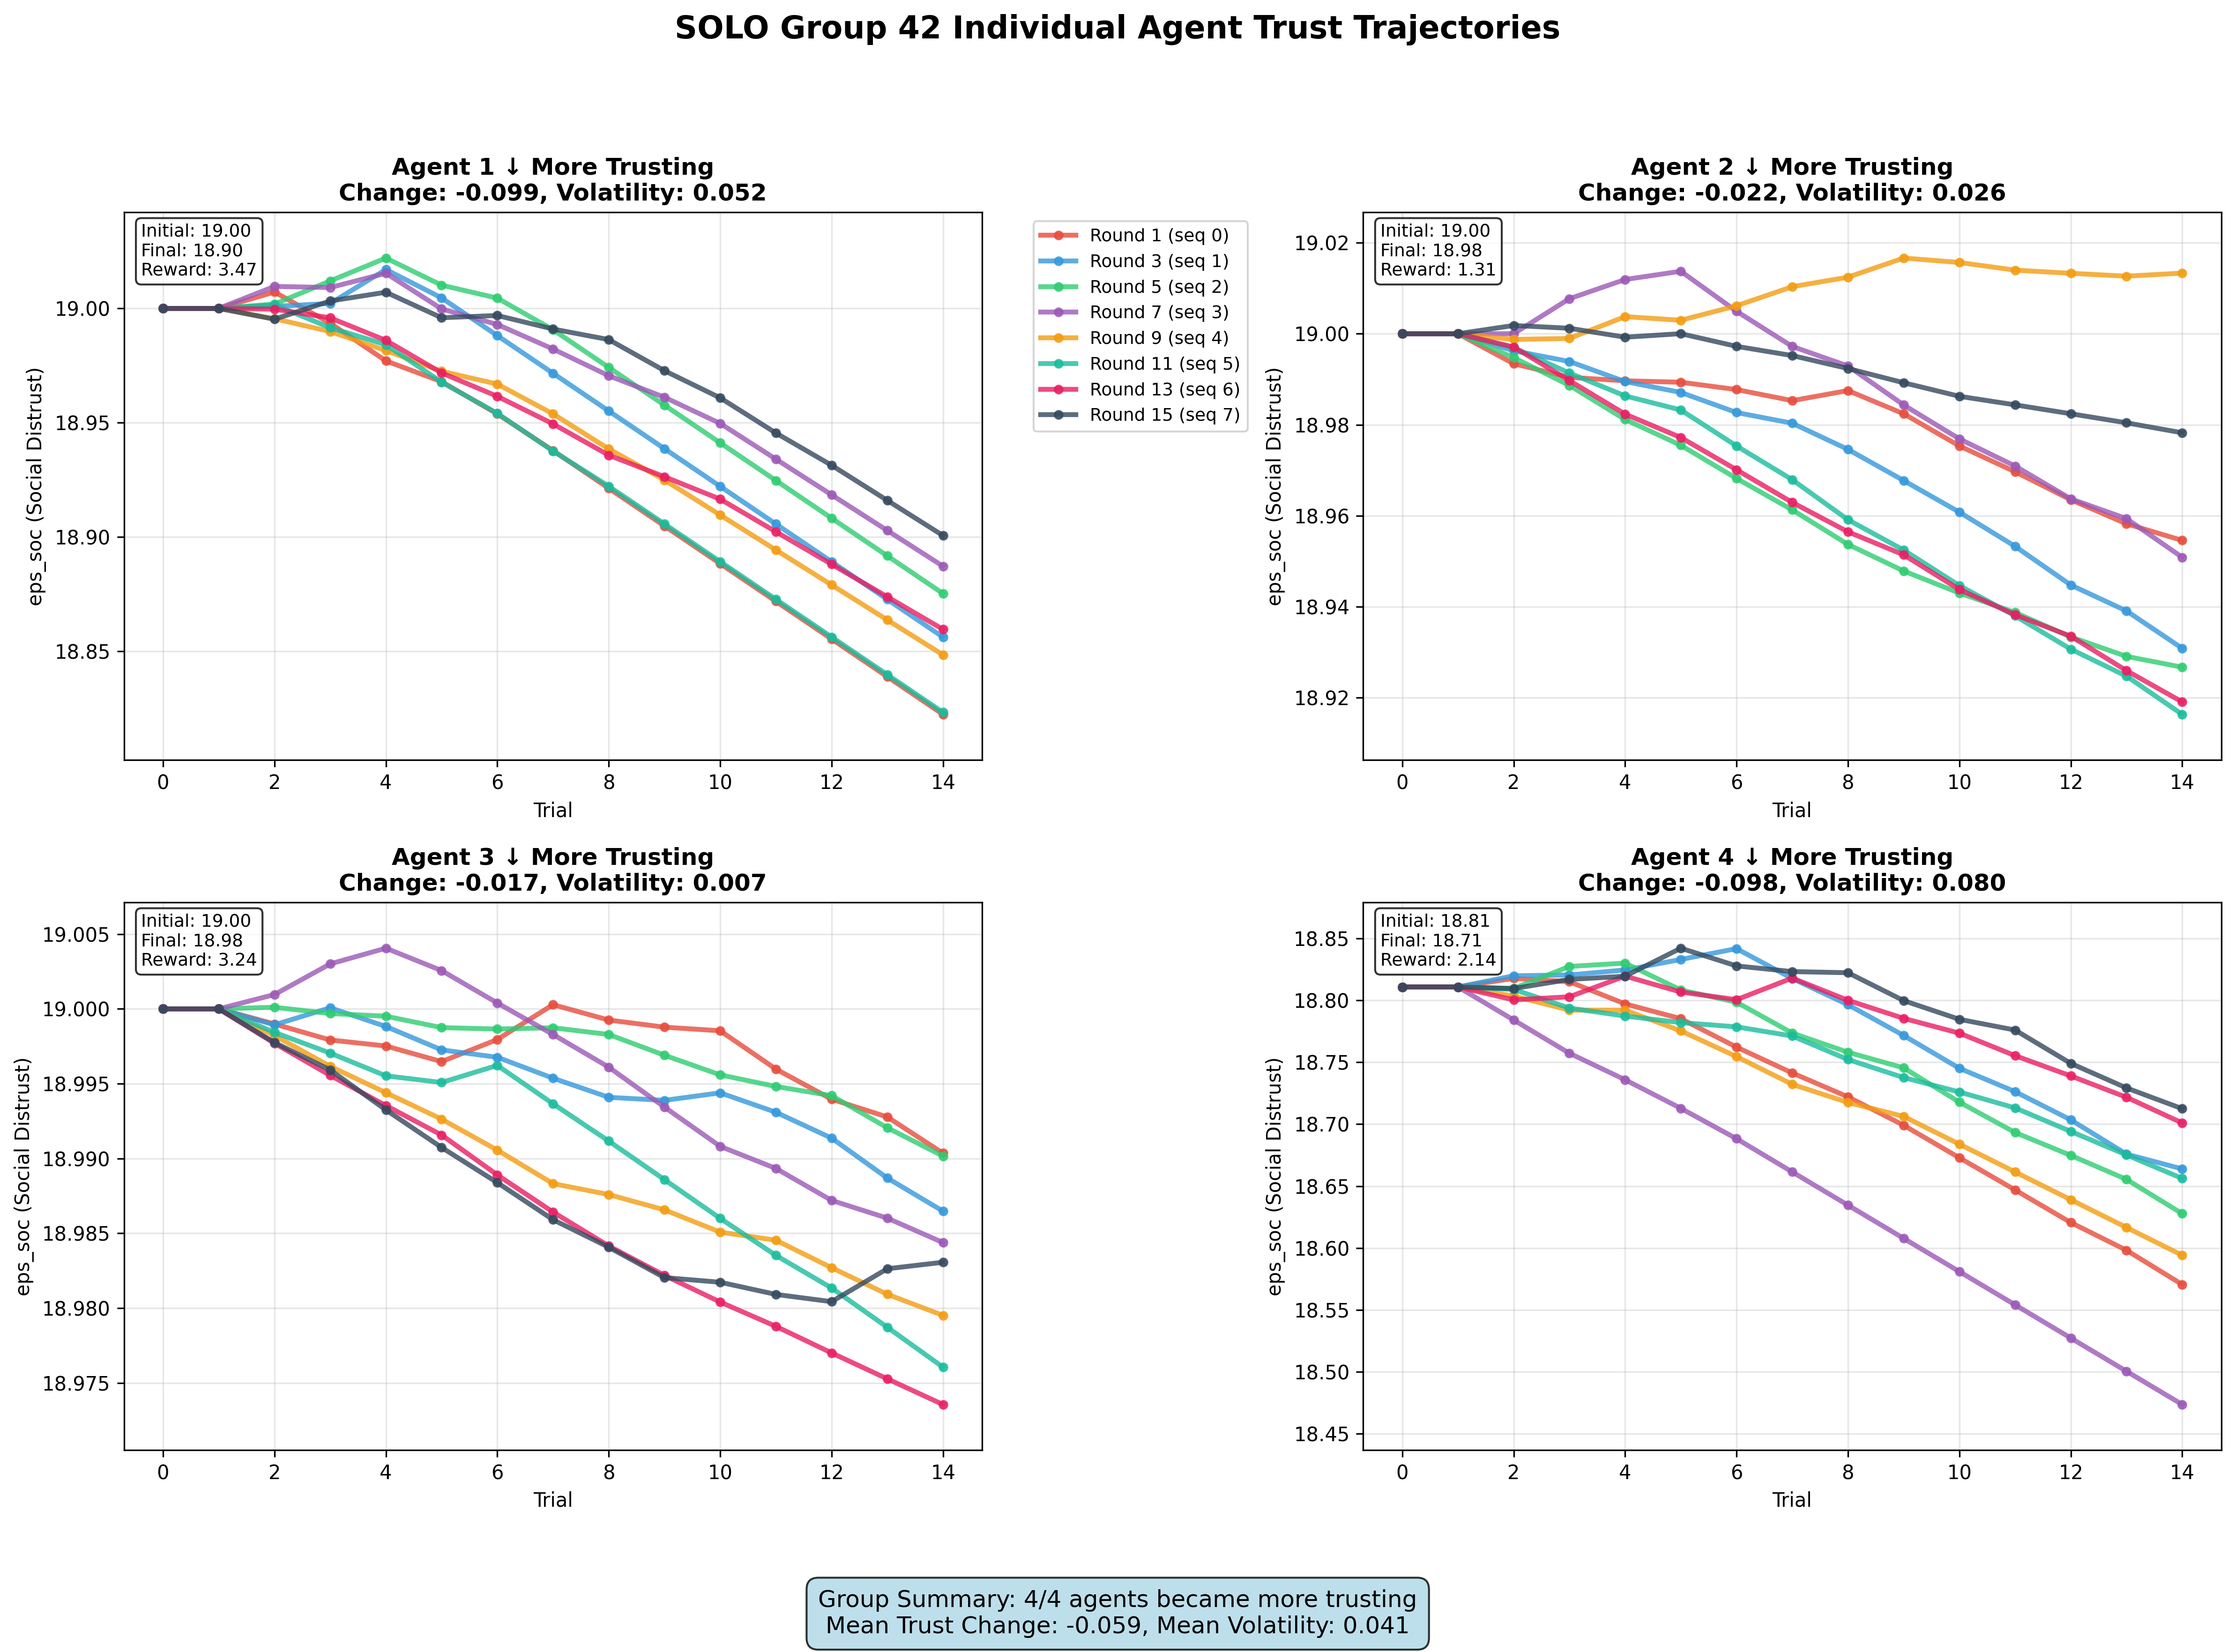 SOLO Group 42 Individual Agent Trust Trajectories
Agent 1 ↓ More Trusting
Change: -0.099, Volatility: 0.052
Initial: 19.00
Final: 18.90
Reward: 3.47
19.00
18.95
18.90
18.85
eps_soc (Social Distrust)
0 2 4 6 8 10 12 14
Trial
Round 1 (seq 0)
Round 3 (seq 1)
Round 5 (seq 2)
Round 7 (seq 3)
Round 9 (seq 4)
Round 11 (seq 5)
Round 13 (seq 6)
Round 15 (seq 7)
Agent 2 ↓ More Trusting
Change: -0.022, Volatility: 0.026
Initial: 19.00
Final: 18.98
Reward: 1.31
19.02
19.00
18.98
18.96
18.94
18.92
eps_soc (Social Distrust)
0 2 4 6 8 10 12 14
Trial
Agent 3 ↓ More Trusting
Change: -0.017, Volatility: 0.007
Initial: 19.00
Final: 18.98
Reward: 3.24
19.005
19.000
18.995
18.990
18.985
18.980
18.975
eps_soc (Social Distrust)
0 2 4 6 8 10 12 14
Trial
Agent 4 ↓ More Trusting
Change: -0.098, Volatility: 0.080
Initial: 18.81
Final: 18.71
Reward: 2.14
18.85
18.80
18.75
18.70
18.65
18.60
18.55
18.50
18.45
eps_soc (Social Distrust)
0 2 4 6 8 10 12 14
Trial
Group Summary: 4/4 agents became more trusting
Mean Trust Change: -0.059, Mean Volatility: 0.041